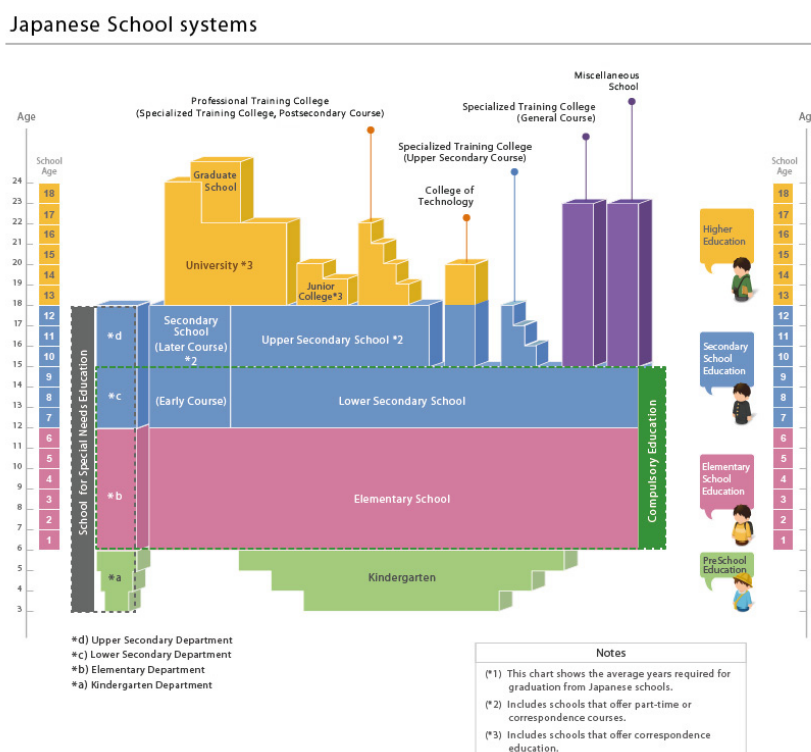 Japanese School systems
Miscellaneous
School
Professional Training College
(Specialized Training College, Postsecondary Course)
Specialized Training College
(General Course)
Specialized Training College
(Upper Secondary Course)
College of
Technology
Age
School
Age
24
23
22
21
20
19
18
17
16
15
14
13
12
11
10
9
8
7
6
5
4
3
18
17
16
15
14
13
12
11
10
9
8
7
6
5
4
3
2
1
Graduate
School
University *3
Junior
College*3
Secondary
School
(Later Course)
*2
Upper Secondary School *2
*d
(Early Course)
Lower Secondary School
*c
Elementary School
*b
Kindergarten
*a
School for Special Needs Education
Compulsory Education
Higher
Education
Secondary
School
Education
Elementary
School
Education
PreSchool
Education
School
Age
18
17
16
15
14
13
12
11
10
9
8
7
6
5
4
3
2
1
Ag
*d) Upper Secondary Department
*c) Lower Secondary Department
*b) Elementary Department
*a) Kindergarten Department
Notes
(*1) This chart shows the average years required for
graduation from Japanese schools.
(*2) Includes schools that offer part-time or
correspondence courses.
(*3) Includes schools that offer correspondence
education.